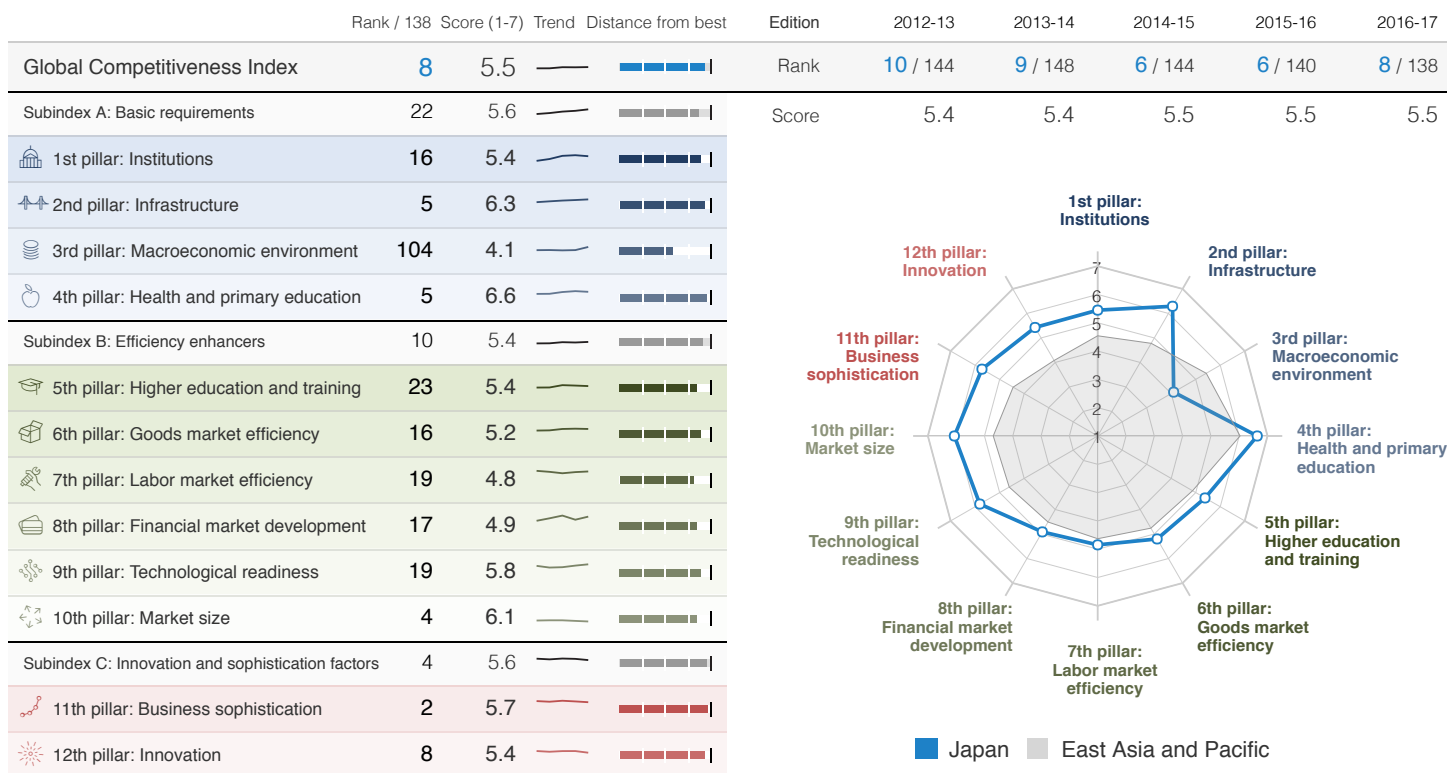 Rank / 138 Score (1-7) Trend Distance from best
Global Competitiveness Index 8 5.5
Subindex A: Basic requirements 22 5.6
1st pillar: Institutions 16 5.4
2nd pillar: Infrastructure 5 6.3
3rd pillar: Macroeconomic environment 104 4.1
4th pillar: Health and primary education 5 6.6
Subindex B: Efficiency enhancers 10 5.4
5th pillar: Higher education and training 23 5.4
6th pillar: Goods market efficiency 16 5.2
7th pillar: Labor market efficiency 19 4.8
8th pillar: Financial market development 17 4.9
9th pillar: Technological readiness 19 5.8
10th pillar: Market size 4 6.1
Subindex C: Innovation and sophistication factors 4 5.6
11th pillar: Business sophistication 2 5.7
12th pillar: Innovation 8 5.4
Edition 2012-13 2013-14 2014-15 2015-16 2016-17
Rank 10 / 144 9 / 148 6 / 144 6 / 140 8 / 138
Score 5.4 5.4 5.5 5.5 5.5
1st pillar:
Institutions
2nd pillar:
Infrastructure
3rd pillar:
Macroeconomic
environment
4th pillar:
Health and primary
education
5th pillar:
Higher education
and training
6th pillar:
Goods market
efficiency
7th pillar:
Labor market
efficiency
8th pillar:
Financial market
development
9th pillar:
Technological
readiness
10th pillar:
Market size
11th pillar:
Business
sophistication
12th pillar:
Innovation
7
6
5
4
3
2
1
Japan East Asia and Pacific